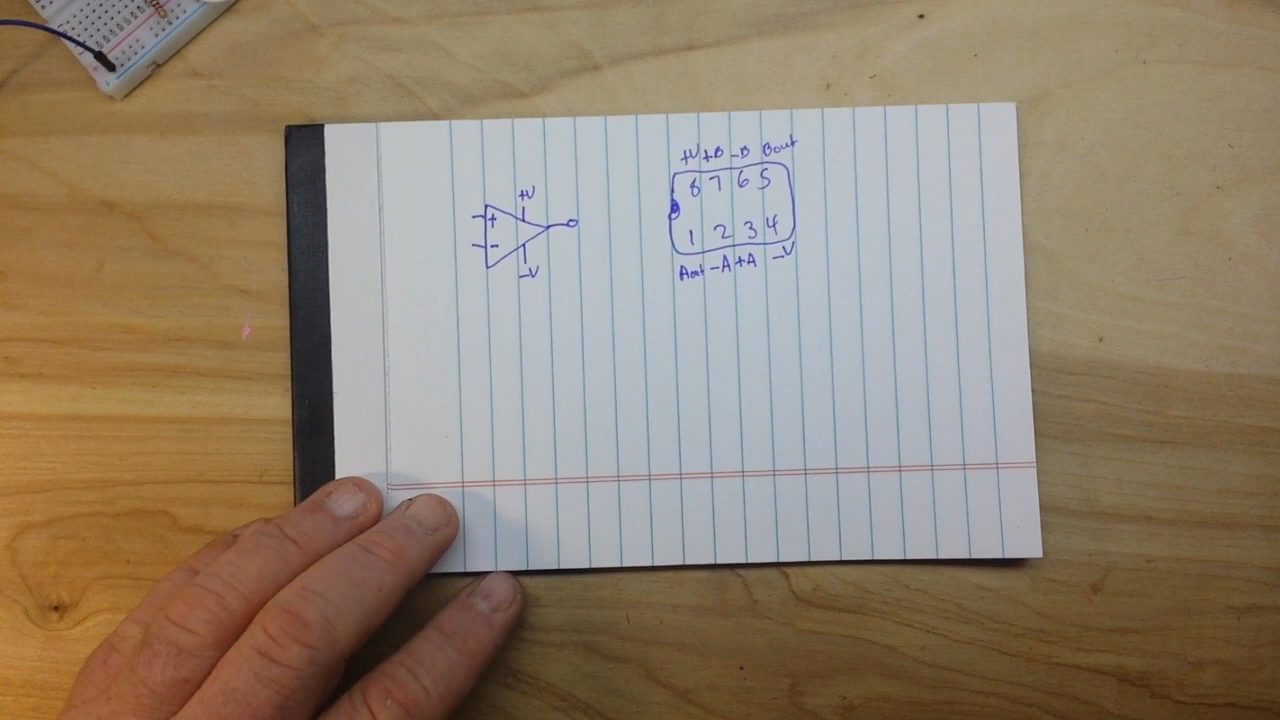 +V
+
-
-V
+V +B -B Bout
8 7 6 5
1 2 3 4
Aout -A +A -V